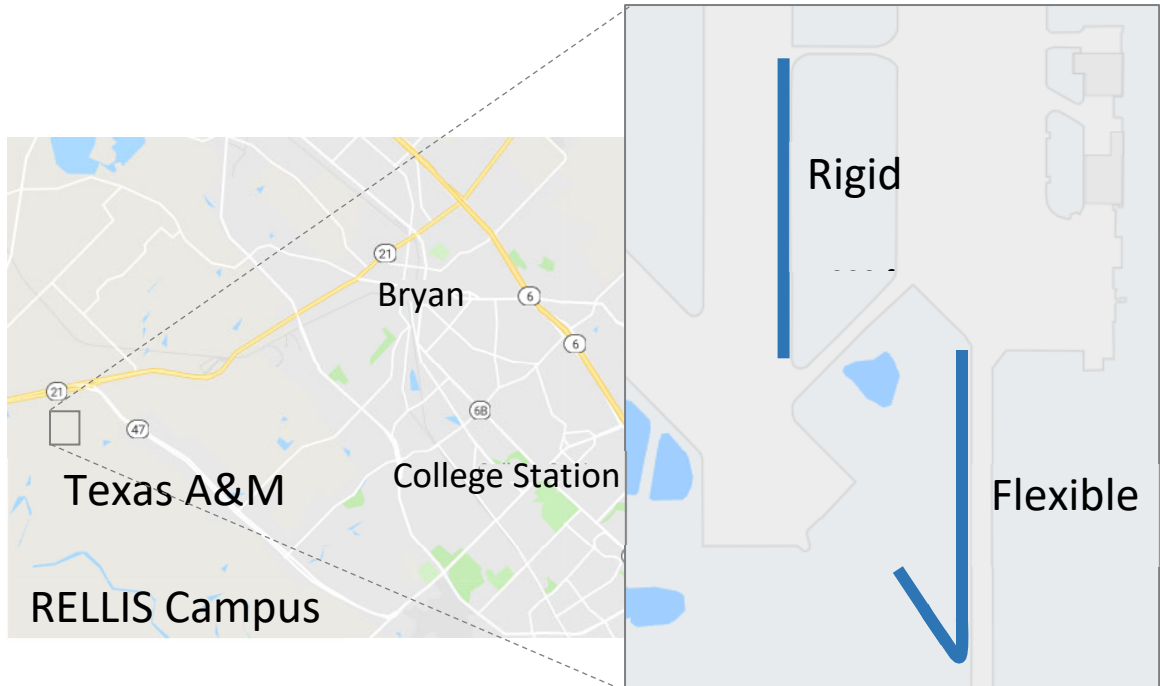 Rigid
21
Bryan
6
6
21
6B
47
College Station
Texas A&M
Flexible
RELLIS Campus